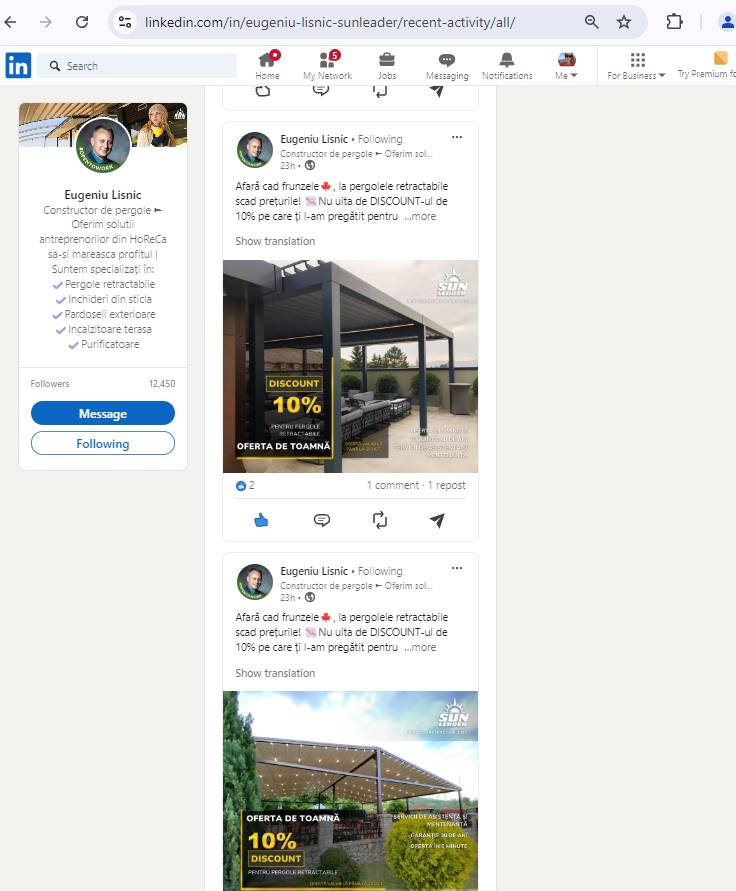 linkedin.com/in/eugeniu-lisnic-sunleader/recent-activity/all/
in
Search
Home
5
My Network
Jobs
Messaging
Notifications
Me
For Business
Try Premium fo
SUN
#OPENTOWORK
Eugeniu Lisnic
Constructor de pergole ➳
Oferim solutii
antreprenorilor din HoReCa
sa-si mareasca profitul |
Suntem specializați în:
Pergole retractabile
Inchideri din sticla
Pardoseli exterioare
Incalzitoare terasa
Purificatoare
Followers 12,450
Message
Following
Eugeniu Lisnic • Following
Constructor de pergole ➳ Oferim sol...
23h •
Afară cad frunzele🍁, la pergolele retractabile
scad prețurile! Nu uita de DISCOUNT-ul de
10% pe care ți l-am pregătit pentru ...more
Show translation
SUN
LEADER
DISCOUNT
10%
PENTRU PERGOLE
RETRACTABILE
OFERTA DE TOAMNĂ
2
1 comment · 1 repost
Eugeniu Lisnic • Following
Constructor de pergole ➳ Oferim sol...
23h •
Afară cad frunzele🍁, la pergolele retractabile
scad prețurile! Nu uita de DISCOUNT-ul de
10% pe care ți l-am pregătit pentru ...more
Show translation
SUN
LEADER
OFERTA DE TOAMNĂ
10%
DISCOUNT
PENTRU PERGOLE RETRACTABILE
SERVICII DE ASISTENȚĂ ȘI
MENTENANȚĂ
GARANȚIE 30 DE ANI
OFERTĂ ÎN 5 MINUTE